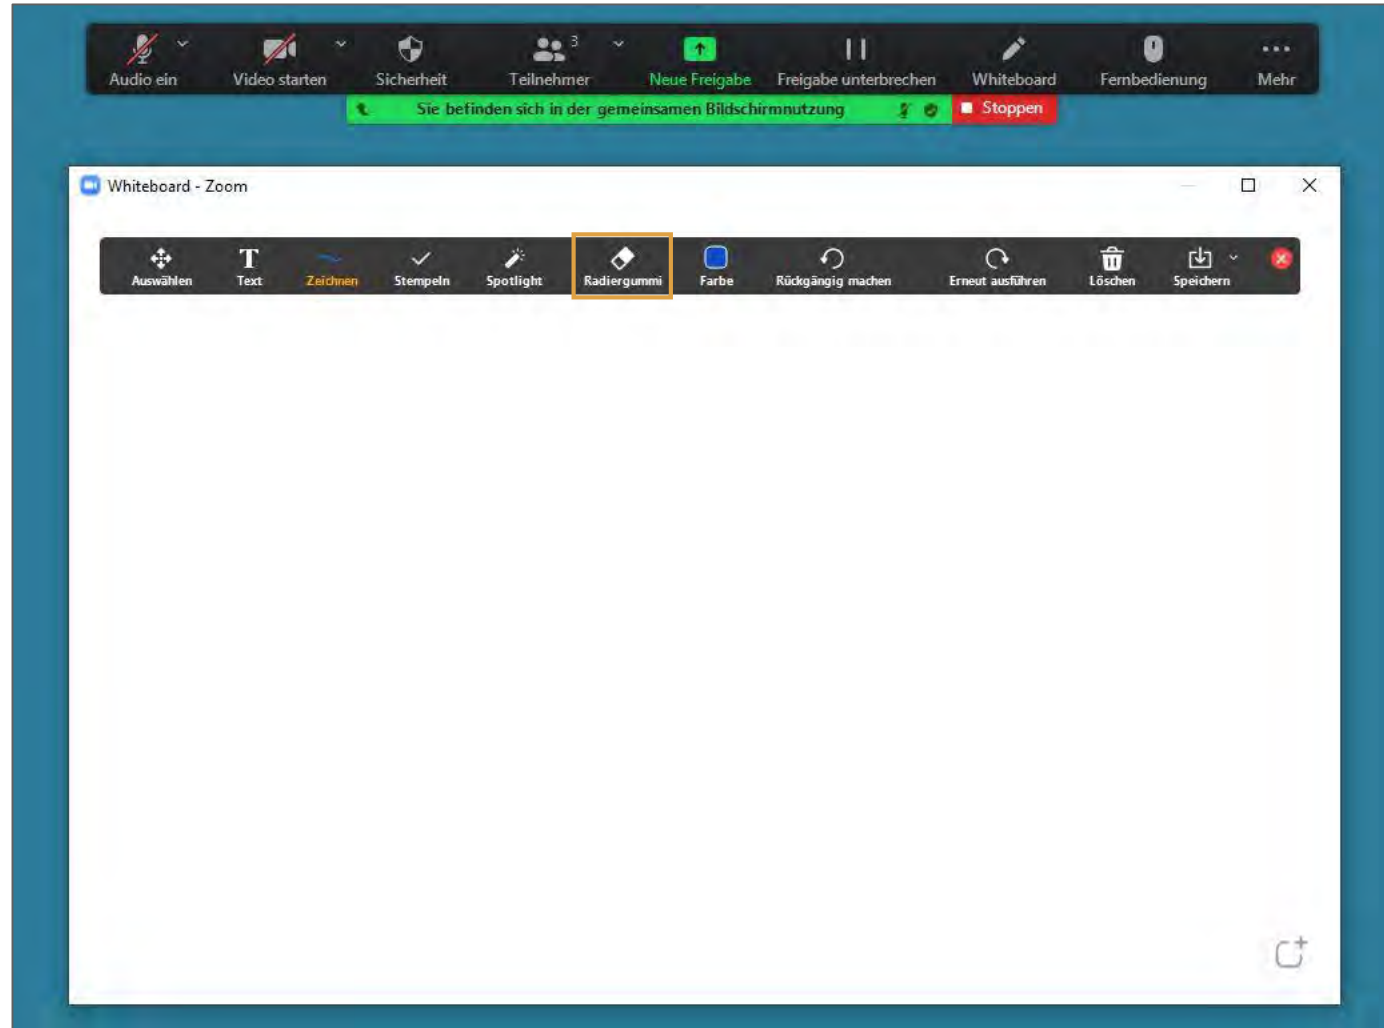 3
Audio ein Video starten Sicherheit Teilnehmer Neue Freigabe Freigabe unterbrechen Whiteboard Fernbedienung Mehr
Sie befinden sich in der gemeinsamen Bildschirmnutzung Stoppen
Whiteboard - Zoom
Auswählen Text Zeichnen Stempeln Spotlight Radiergummi Farbe Rückgängig machen Erneut ausführen Löschen Speichern